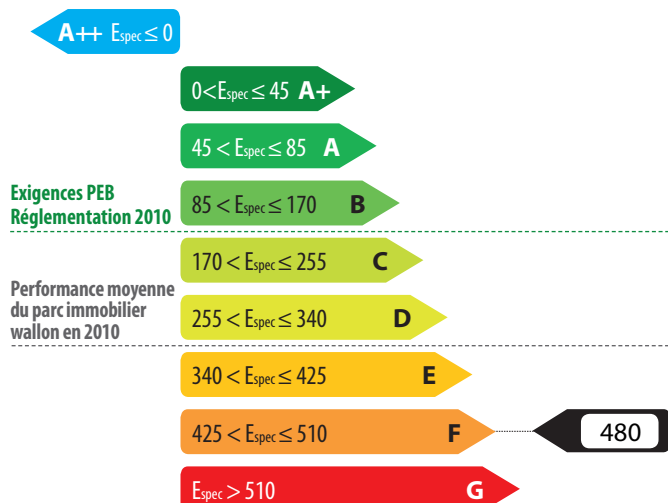 A++ Espec ≤ 0
0<Espec ≤ 45 A+
45 < Espec ≤ 85 A
Exigences PEB
Réglementation 2010
85 < Espec ≤ 170 B
170 < Espec ≤ 255 C
Performance moyenne
du parc immobilier
wallon en 2010
255 < Espec ≤ 340 D
340 < Espec ≤ 425 E
425 < Espec ≤ 510 F
480
Espec > 510 G